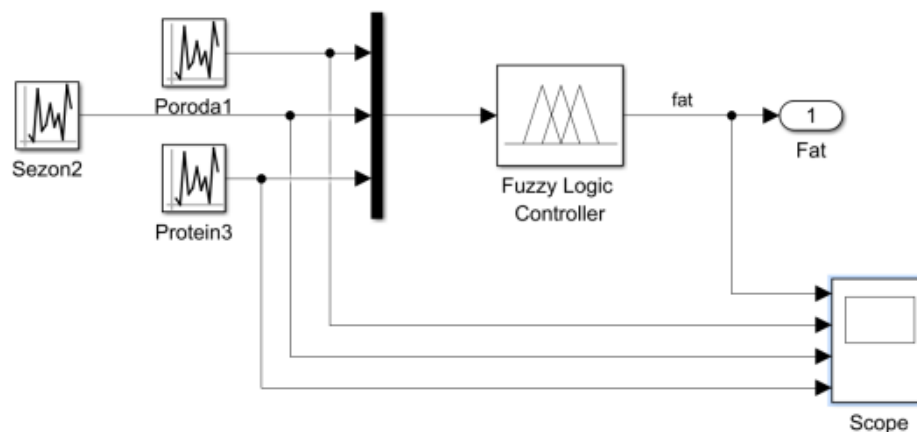 Poroda1
Sezon2
Protein3
Fuzzy Logic
Controller
fat
1
Fat
Scope